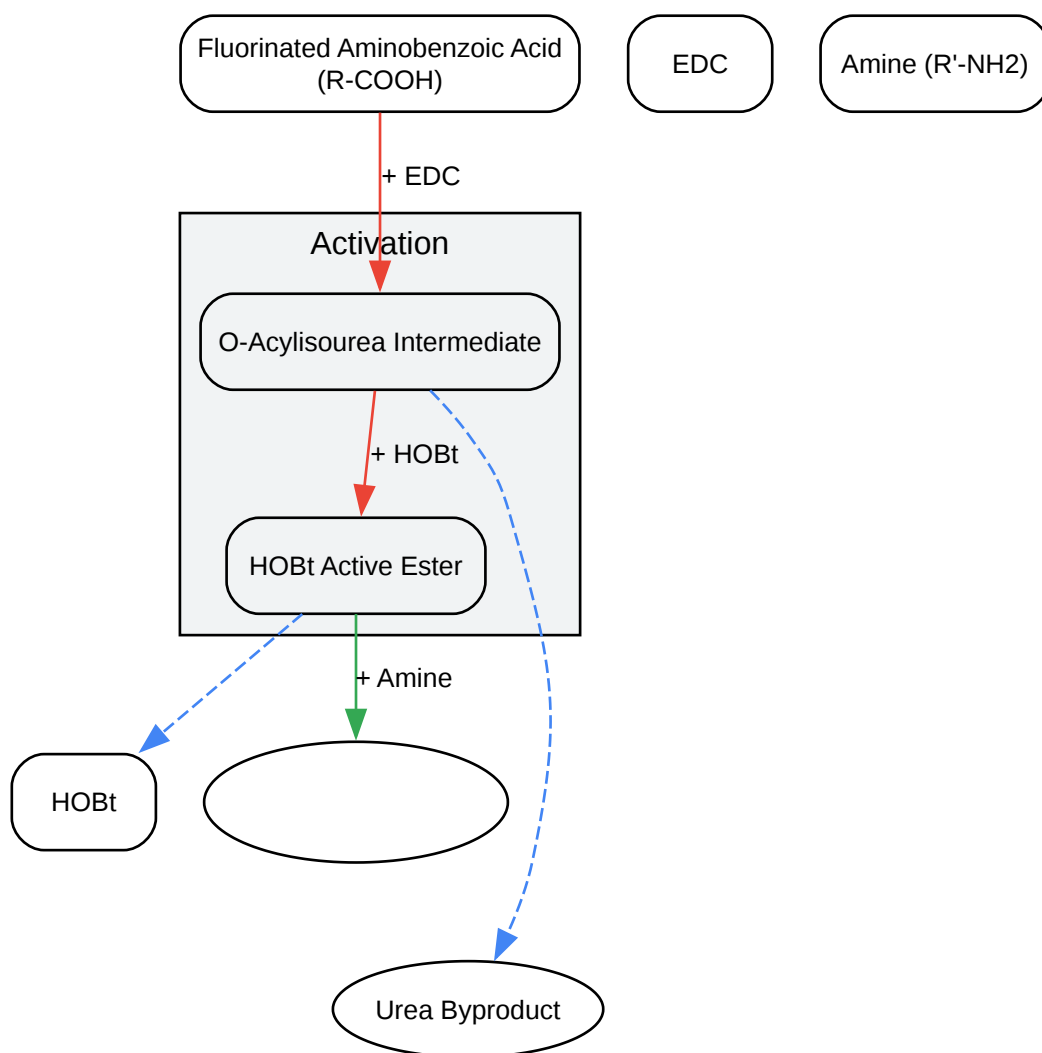 Fluorinated Aminobenzoic Acid
(R-COOH)
EDC
Amine (R'-NH2)
+ EDC
Activation
O-Acylisourea Intermediate
+ HOBt
HOBt Active Ester
+ Amine
HOBt
Urea Byproduct